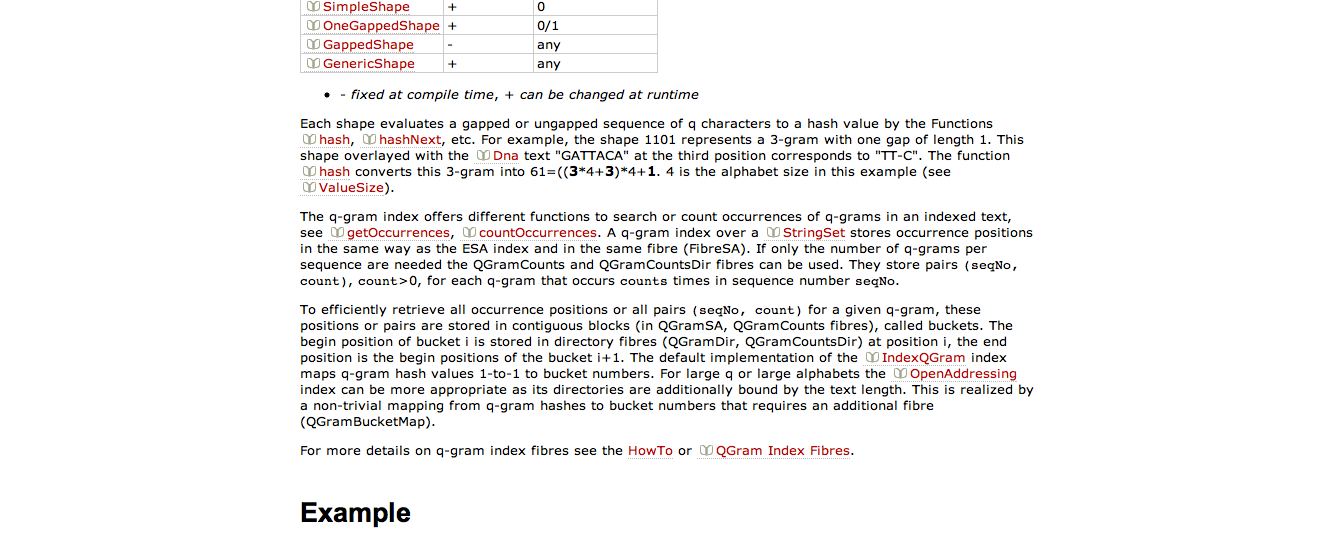 SimpleShape + 0
OneGappedShape + 0/1
GappedShape - any
GenericShape + any
• - fixed at compile time, + can be changed at runtime
Each shape evaluates a gapped or ungapped sequence of q characters to a hash value by the Functions
hash, hashNext, etc. For example, the shape 1101 represents a 3-gram with one gap of length 1. This
shape overlayed with the Dna text "GATTACA" at the third position corresponds to "TT-C". The function
hash converts this 3-gram into 61=((3*4+3)*4+1. 4 is the alphabet size in this example (see
ValueSize).
The q-gram index offers different functions to search or count occurrences of q-grams in an indexed text,
see getOccurrences, countOccurrences. A q-gram index over a StringSet stores occurrence positions
in the same way as the ESA index and in the same fibre (FibreSA). If only the number of q-grams per
sequence are needed the QGramCounts and QGramCountsDir fibres can be used. They store pairs (seqNo,
count), count>0, for each q-gram that occurs counts times in sequence number seqNo.
To efficiently retrieve all occurrence positions or all pairs (seqNo, count) for a given q-gram, these
positions or pairs are stored in contiguous blocks (in QGramSA, QGramCounts fibres), called buckets. The
begin position of bucket i is stored in directory fibres (QGramDir, QGramCountsDir) at position i, the end
position is the begin positions of the bucket i+1. The default implementation of the IndexQGram index
maps q-gram hash values 1-to-1 to bucket numbers. For large q or large alphabets the OpenAddressing
index can be more appropriate as its directories are additionally bound by the text length. This is realized by
a non-trivial mapping from q-gram hashes to bucket numbers that requires an additional fibre
(QGramBucketMap).
For more details on q-gram index fibres see the HowTo or QGram Index Fibres.
Example